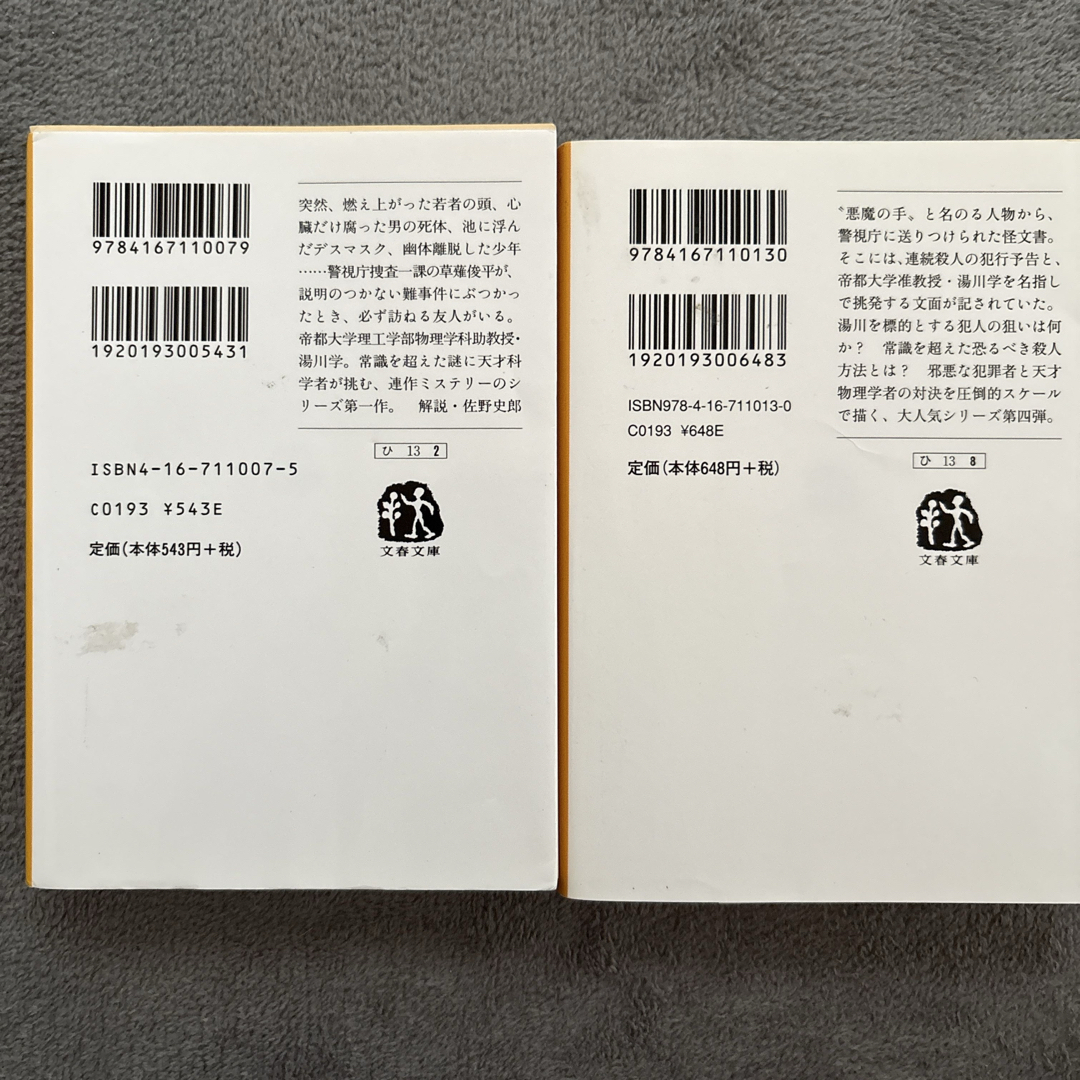 9784167110079
1920193005431
突然、燃え上がった若者の頭、心
臓だけ腐った男の死体、池に浮ん
だデスマスク、幽体離脱した少年
……警視庁捜査一課の草薙俊平が、
説明のつかない難事件にぶつかっ
たとき、必ず訪ねる友人がいる。
帝都大学理工学部物理学科助教授・
湯川学。常識を超えた謎に天才科
学者が挑む、連作ミステリーのシ
リーズ第一作。　解説・佐野史郎
ひ 13 2
ISBN4-16-711007-5
C0193 ¥543E
定価(本体543円+税)
文春文庫
9784167110130
1920193006483
〝悪魔の手〟と名のる人物から、
警視庁に送りつけられた怪文書。
そこには、連続殺人の犯行予告と、
帝都大学准教授・湯川学を名指し
で挑発する文面が記されていた。
湯川を標的とする犯人の狙いは何
か？　常識を超えた恐るべき殺人
方法とは？　邪悪な犯罪者と天才
物理学者の対決を圧倒的スケール
で描く、大人気シリーズ第四弾。
ひ 13 8
ISBN978-4-16-711013-0
C0193 ¥648E
定価(本体648円+税)
文春文庫